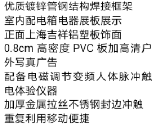 优质镀锌管钢结构焊接框架
室内配电箱电器展板展示
正面上海吉祥铝塑板饰面
0.8cm 高密度 PVC 板加高清户
外写真广告
配备电磁调节变频人体脉冲触
电体验仪器
加厚金属拉丝不锈钢封边冲触
重复利用移动便捷